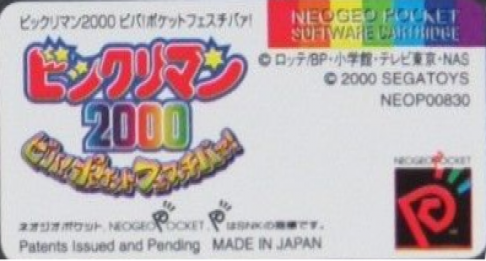 ビックリマン2000 ビバ!ポケットフェスチバァ!
NEOGEO POCKET
SOFTWARE CARTRIDGE
ビックリマン
2000
ビバ!ポケットフェスチバァ!
©ロッテ/BP・小学館・テレビ東京・NAS
© 2000 SEGATOYS
NEOP00830
NEOGEO POCKET
ネオジオポケット, NEOGEO POCKET, PはSNKの商標です。
Patents Issued and Pending MADE IN JAPAN